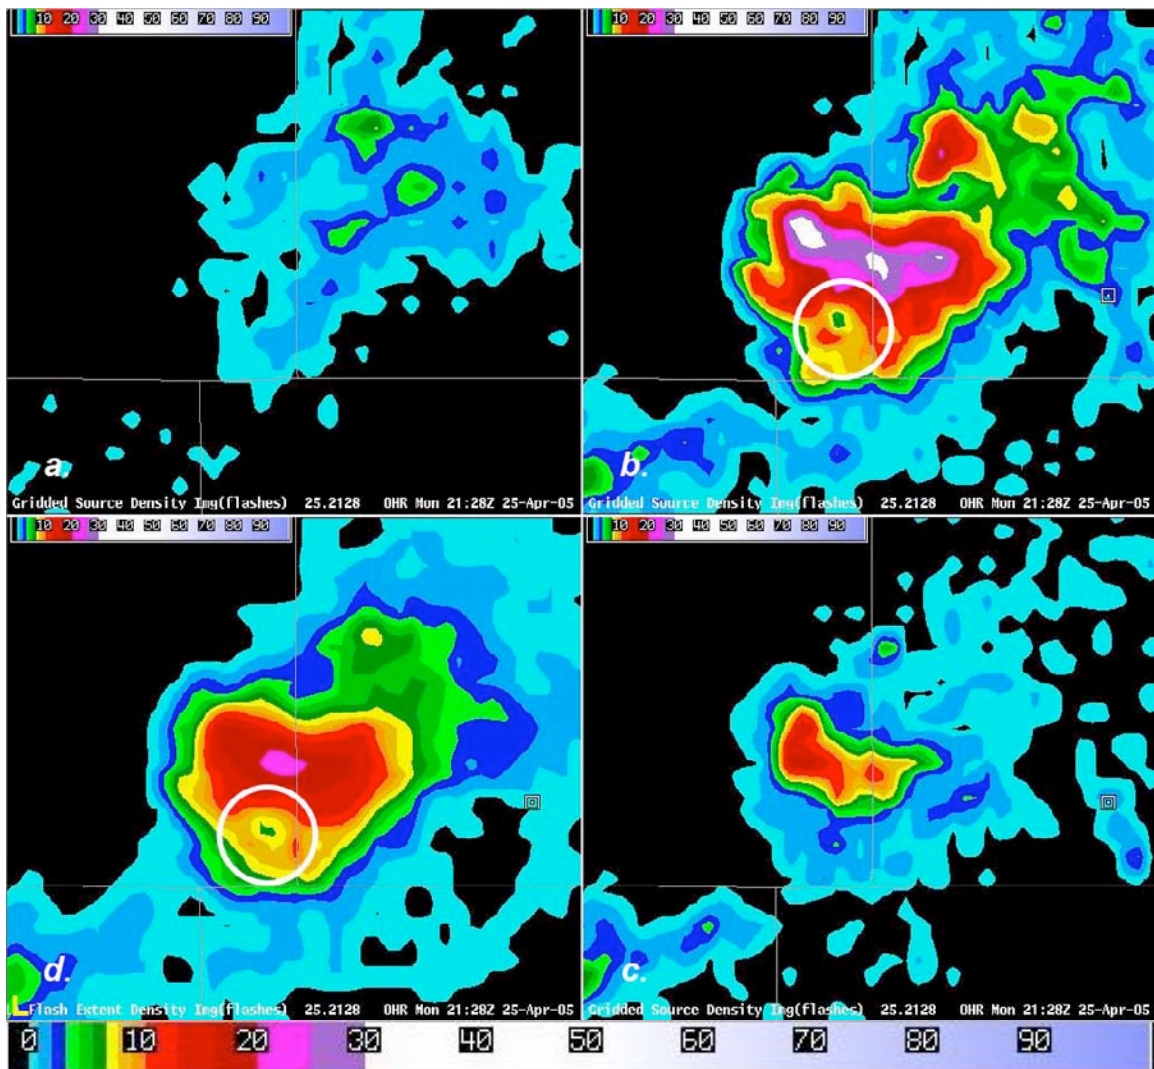 10 20 30 40 50 60 70 80 90
10 20 30 40 50 60 70 80 90
a.
b.
Gridded Source Density Img(flashes) 25.2128 0HR Mon 21:28Z 25-Apr-05
Gridded Source Density Img(flashes) 25.2128 0HR Mon 21:28Z 25-Apr-05
10 20 30 40 50 60 70 80 90
10 20 30 40 50 60 70 80 90
d.
c.
L Flash Extent Density Img(flashes) 25.2128 0HR Mon 21:28Z 25-Apr-05
Gridded Source Density Img(flashes) 25.2128 0HR Mon 21:28Z 25-Apr-05
0 10 20 30 40 50 60 70 80 90